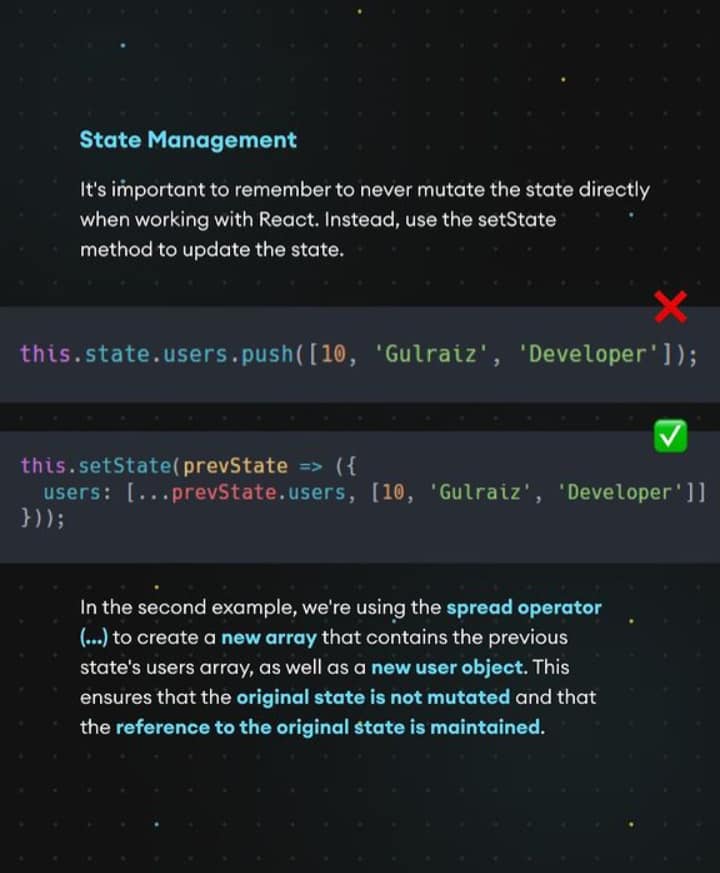 State Management
It's important to remember to never mutate the state directly
when working with React. Instead, use the setState
method to update the state.
this.state.users.push([10, 'Gulraiz', 'Developer']);
this.setState(prevState => ({
  users: [...prevState.users, [10, 'Gulraiz', 'Developer']]
}));
In the second example, we're using the spread operator
(...) to create a new array that contains the previous
state's users array, as well as a new user object. This
ensures that the original state is not mutated and that
the reference to the original state is maintained.